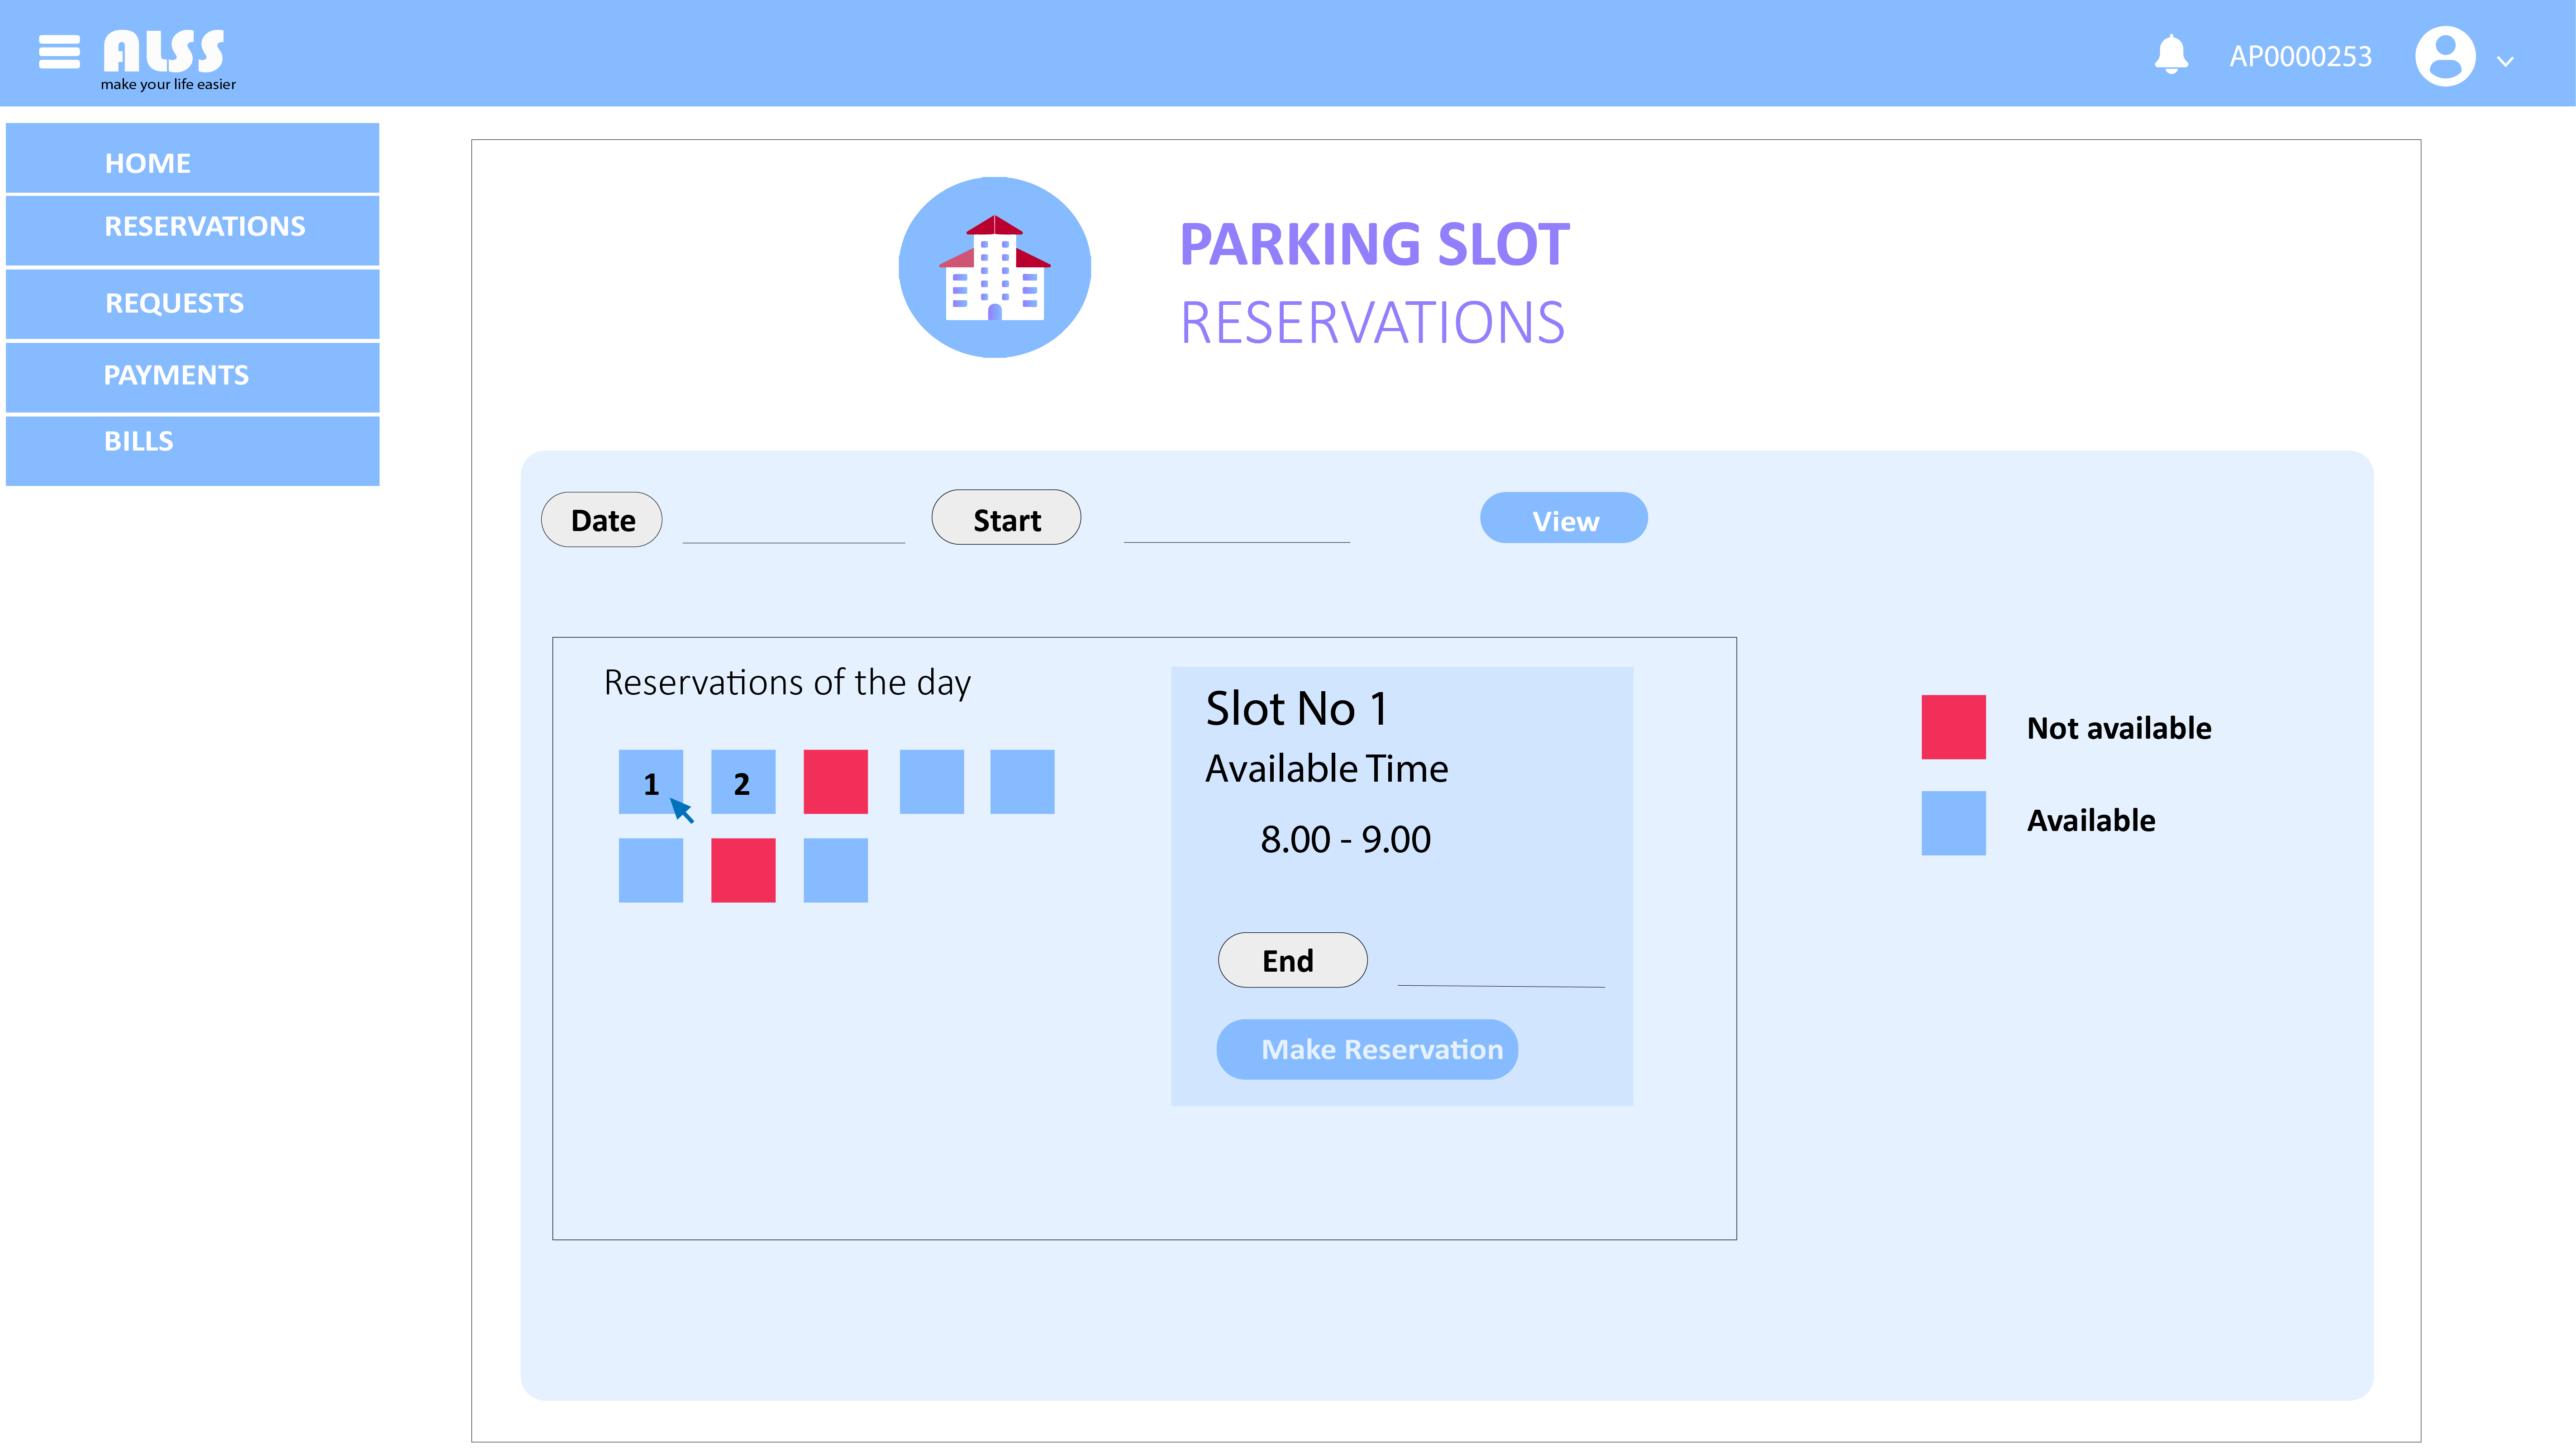 ALSS
make your life easier
AP0000253
HOME
RESERVATIONS
REQUESTS
PAYMENTS
BILLS
PARKING SLOT
RESERVATIONS
Date
Start
View
Reservations of the day
1
2
Slot No 1
Available Time
8.00 - 9.00
End
Make Reservation
Not available
Available